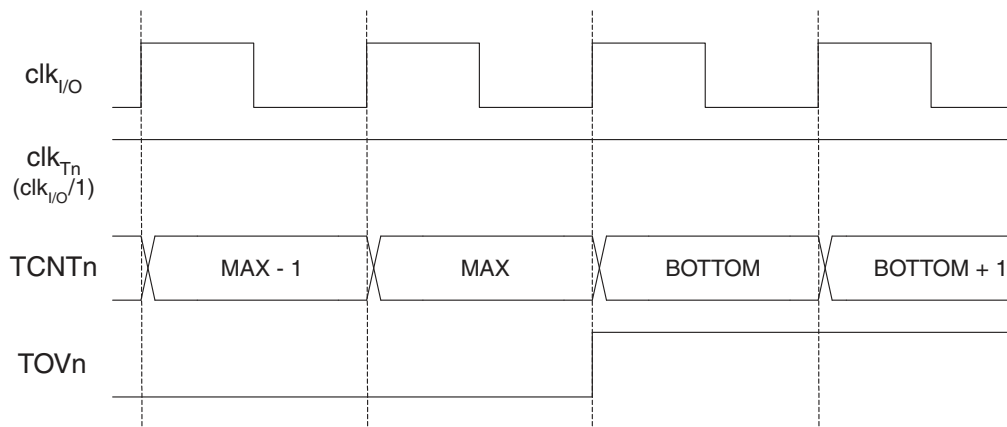 clkI/O
clkTn
(clkI/O/1)
TCNTn MAX - 1 MAX BOTTOM BOTTOM + 1
TOVn